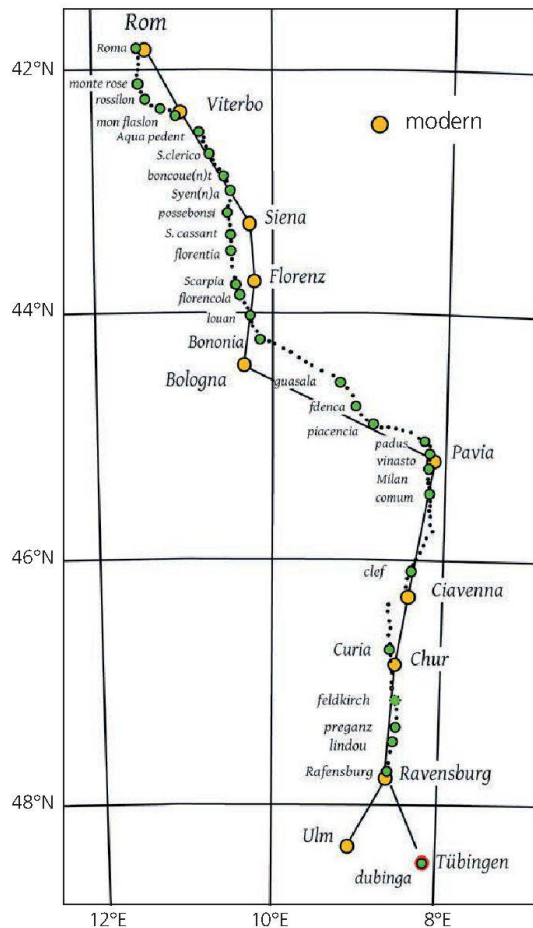 Rom
Roma
42°N
monte rose
rossilon
Viterbo
mon flaslon
modern
Aqua pedent
S.clerico
boncoue(n)t
Syen(n)a
possebonsi
Siena
S. cassant
florentia
Scarpia
Florenz
florencola
44°N
louan
Bononia
Bologna
guasala
fdenca
piacencia
padus
Pavia
vinasto
Milan
comum
46°N
clef
Ciavenna
Curia
Chur
feldkirch
preganz
lindou
Rafensburg
Ravensburg
48°N
Ulm
Tübingen
dubinga
12°E
10°E
8°E